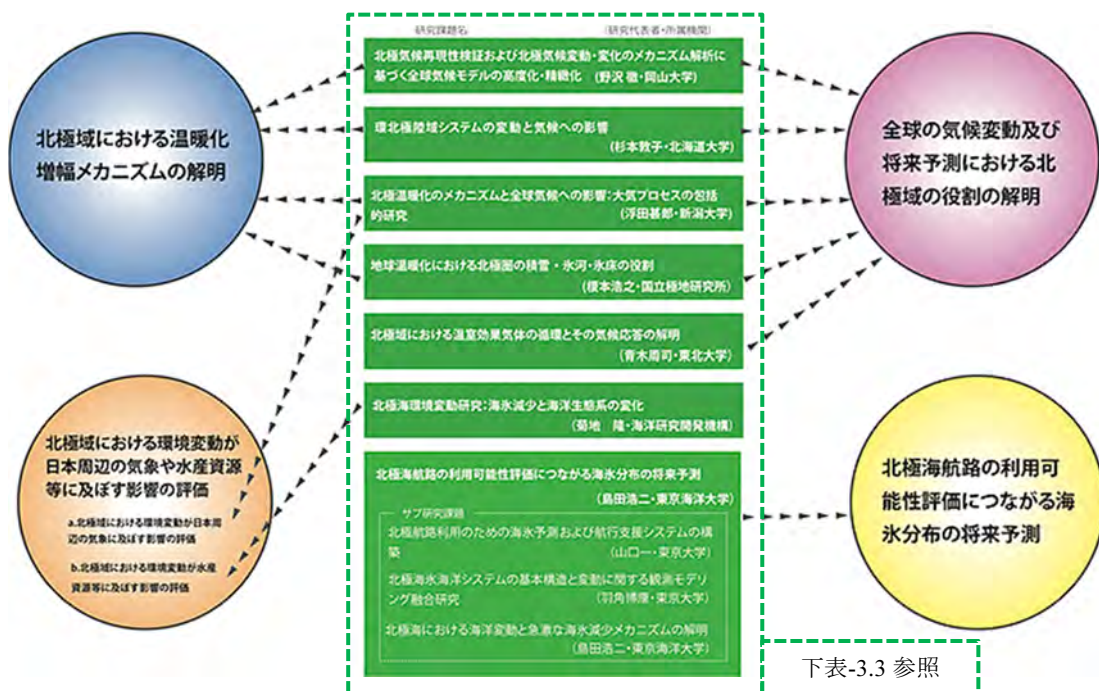 研究課題名 (研究代表者・所属機関)
北極域における温暖化
増幅メカニズムの解明
北極域における環境変動が
日本周辺の気象や水産資源
等に及ぼす影響の評価
a.北極域における環境変動が日本周
辺の気象に及ぼす影響の評価
b.北極域における環境変動が水産
資源等に及ぼす影響の評価
北極気候再現性検証および北極気候変動・変化のメカニズム解析に
基づく全球気候モデルの高度化・精緻化 (野沢 徹・岡山大学)
環北極陸域システムの変動と気候への影響
(杉本敦子・北海道大学)
北極温暖化のメカニズムと全球気候への影響:大気プロセスの包括
的研究 (浮田甚郎・新潟大学)
地球温暖化における北極圏の積雪・氷河・氷床の役割
(榎本浩之・国立極地研究所)
北極域における温室効果気体の循環とその気候応答の解明
(青木周司・東北大学)
北極海環境変動研究:海氷減少と海洋生態系の変化
(菊地 隆・海洋研究開発機構)
北極海航路の利用可能性評価につながる海氷分布の将来予測
(島田浩二・東京海洋大学)
サブ研究課題
北極航路利用のための海氷予測および航行支援システムの構
築 (山口一・東京大学)
北極海氷海洋システムの基本構造と変動に関する観測モデリ
ング融合研究 (羽角博康・東京大学)
北極海における海洋変動と急激な海氷減少メカニズムの解明
(島田浩二・東京海洋大学)
全球の気候変動及び
将来予測における北
極域の役割の解明
北極海航路の利用可
能性評価につながる海
氷分布の将来予測
下表-3.3 参照